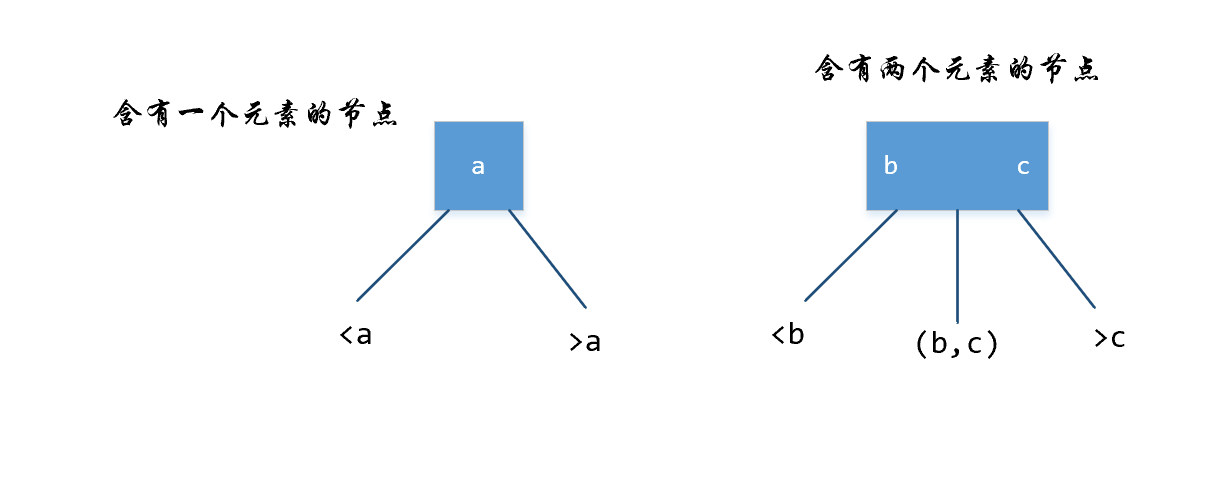 含有一个元素的节点
a
<a
>a
含有两个元素的节点
b c
<b
(b,c)
>c